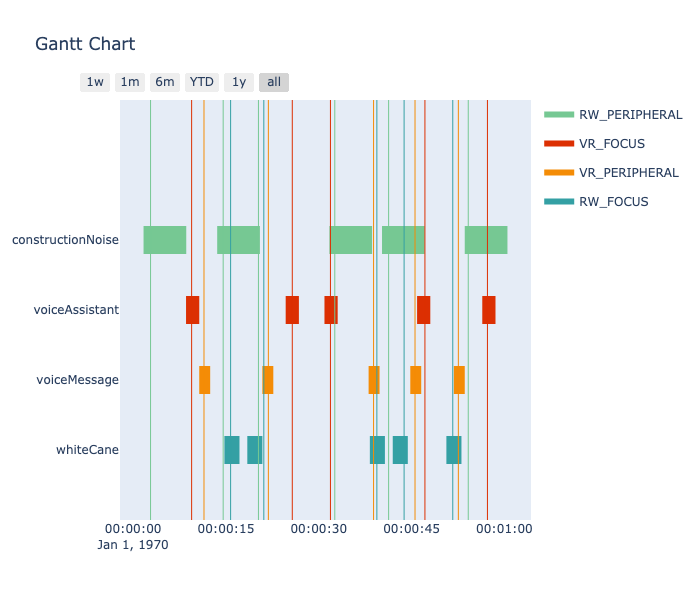 Gantt Chart
1w 1m 6m YTD 1y all
RW_PERIPHERAL
VR_FOCUS
VR_PERIPHERAL
RW_FOCUS
constructionNoise
voiceAssistant
voiceMessage
whiteCane
00:00:00 00:00:15 00:00:30 00:00:45 00:01:00
Jan 1, 1970